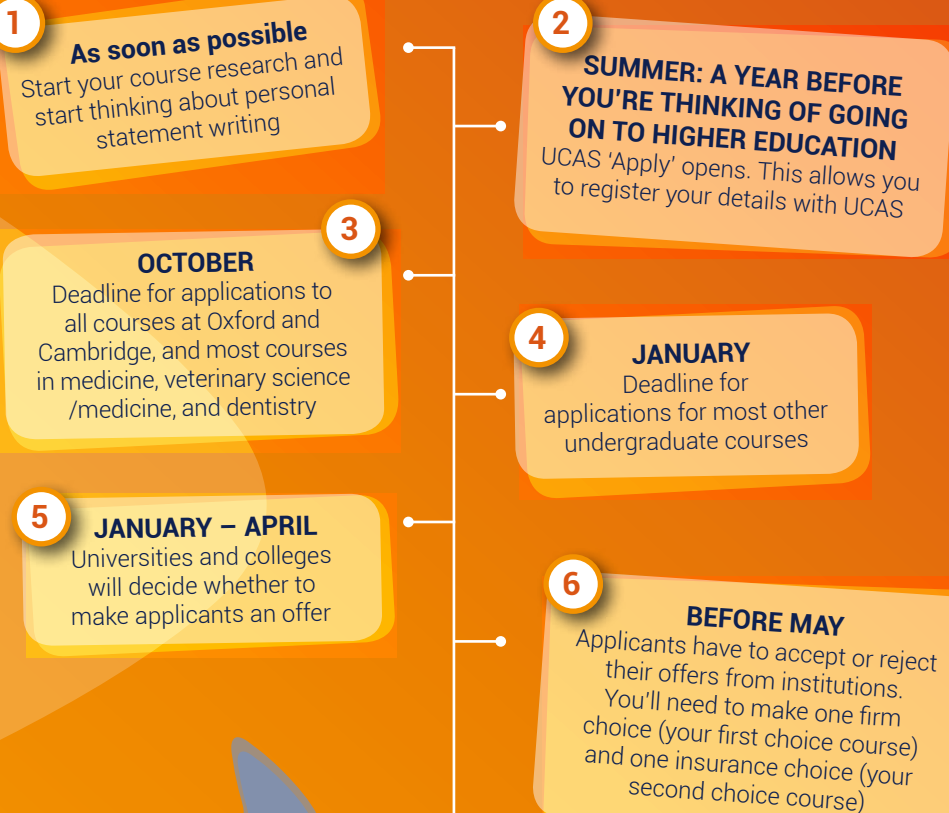 1
As soon as possible
Start your course research and
start thinking about personal
statement writing
2
SUMMER: A YEAR BEFORE
YOU'RE THINKING OF GOING
ON TO HIGHER EDUCATION
UCAS ‘Apply’ opens. This allows you
to register your details with UCAS
3
OCTOBER
Deadline for applications to
all courses at Oxford and
Cambridge, and most courses
in medicine, veterinary science
/medicine, and dentistry
4
JANUARY
Deadline for
applications for most other
undergraduate courses
5
JANUARY – APRIL
Universities and colleges
will decide whether to
make applicants an offer
6
BEFORE MAY
Applicants have to accept or reject
their offers from institutions.
You'll need to make one firm
choice (your first choice course)
and one insurance choice (your
second choice course)